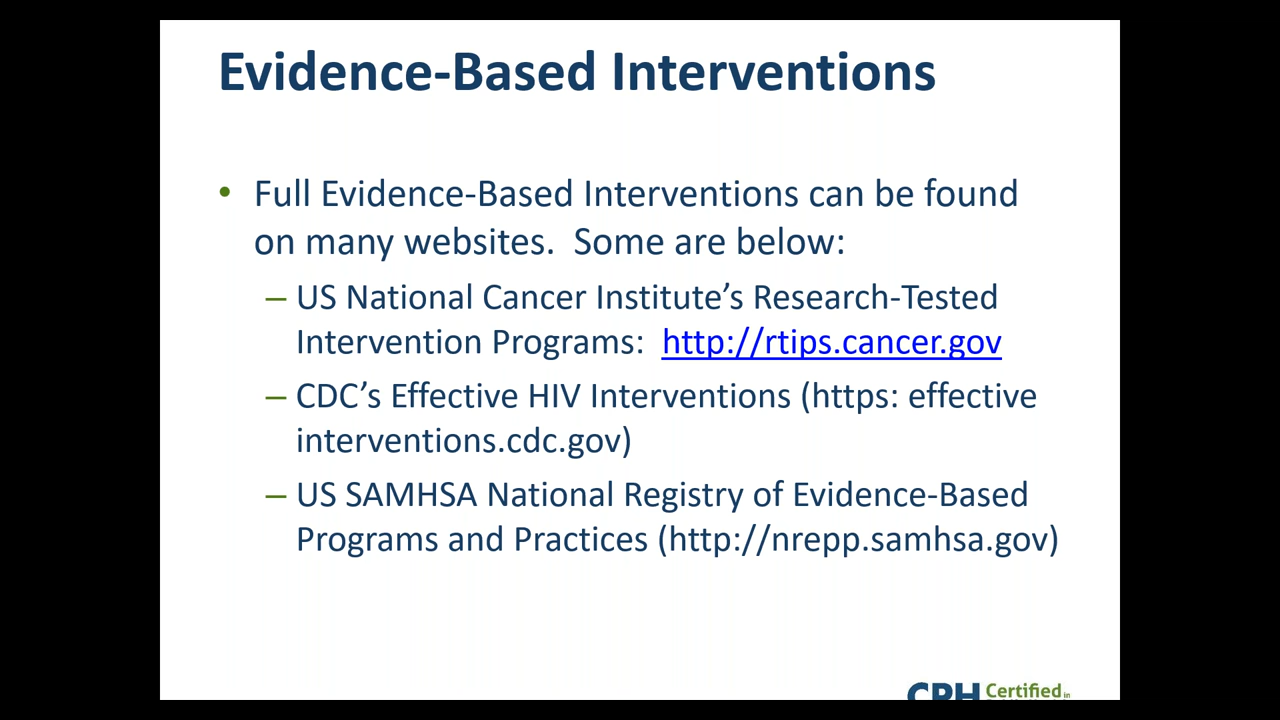 Evidence-Based Interventions
• Full Evidence-Based Interventions can be found
on many websites.  Some are below:
– US National Cancer Institute’s Research-Tested
Intervention Programs:  http://rtips.cancer.gov
– CDC’s Effective HIV Interventions (https: effective
interventions.cdc.gov)
– US SAMHSA National Registry of Evidence-Based
Programs and Practices (http://nrepp.samhsa.gov)
CPH Certified in